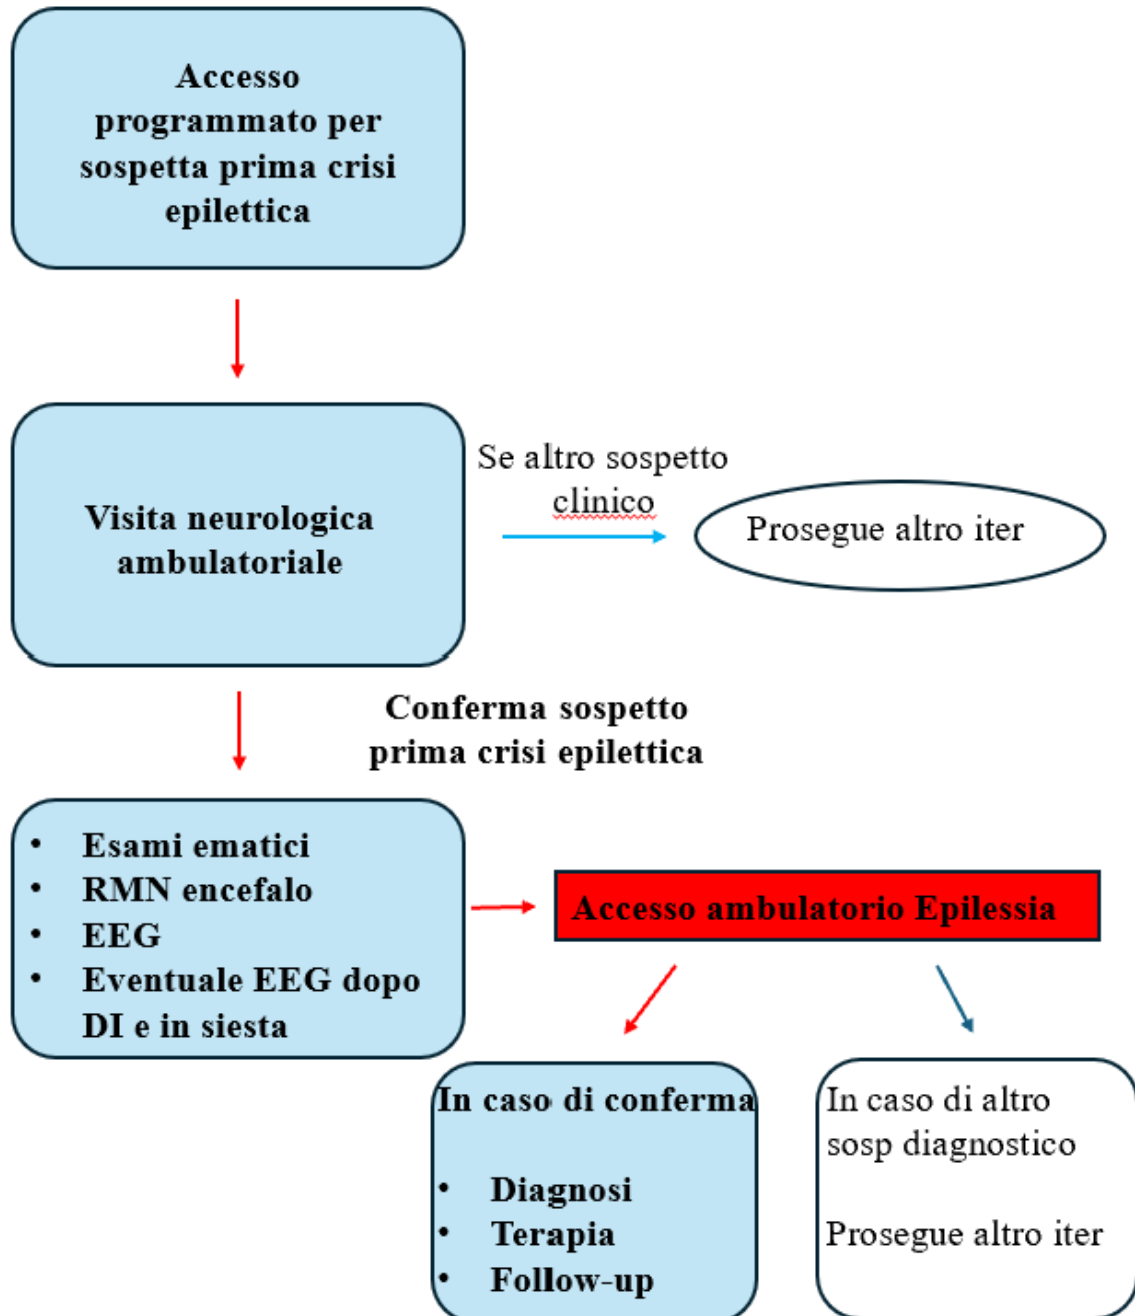 Accesso
programmato per
sospetta prima crisi
epilettica
Visita neurologica
ambulatoriale
Se altro sospetto
clinico
Prosegue altro iter
Conferma sospetto
prima crisi epilettica
• Esami ematici
• RMN encefalo
• EEG
• Eventuale EEG dopo
DI e in siesta
Accesso ambulatorio Epilessia
In caso di conferma
• Diagnosi
• Terapia
• Follow-up
In caso di altro
sosp diagnostico
Prosegue altro iter